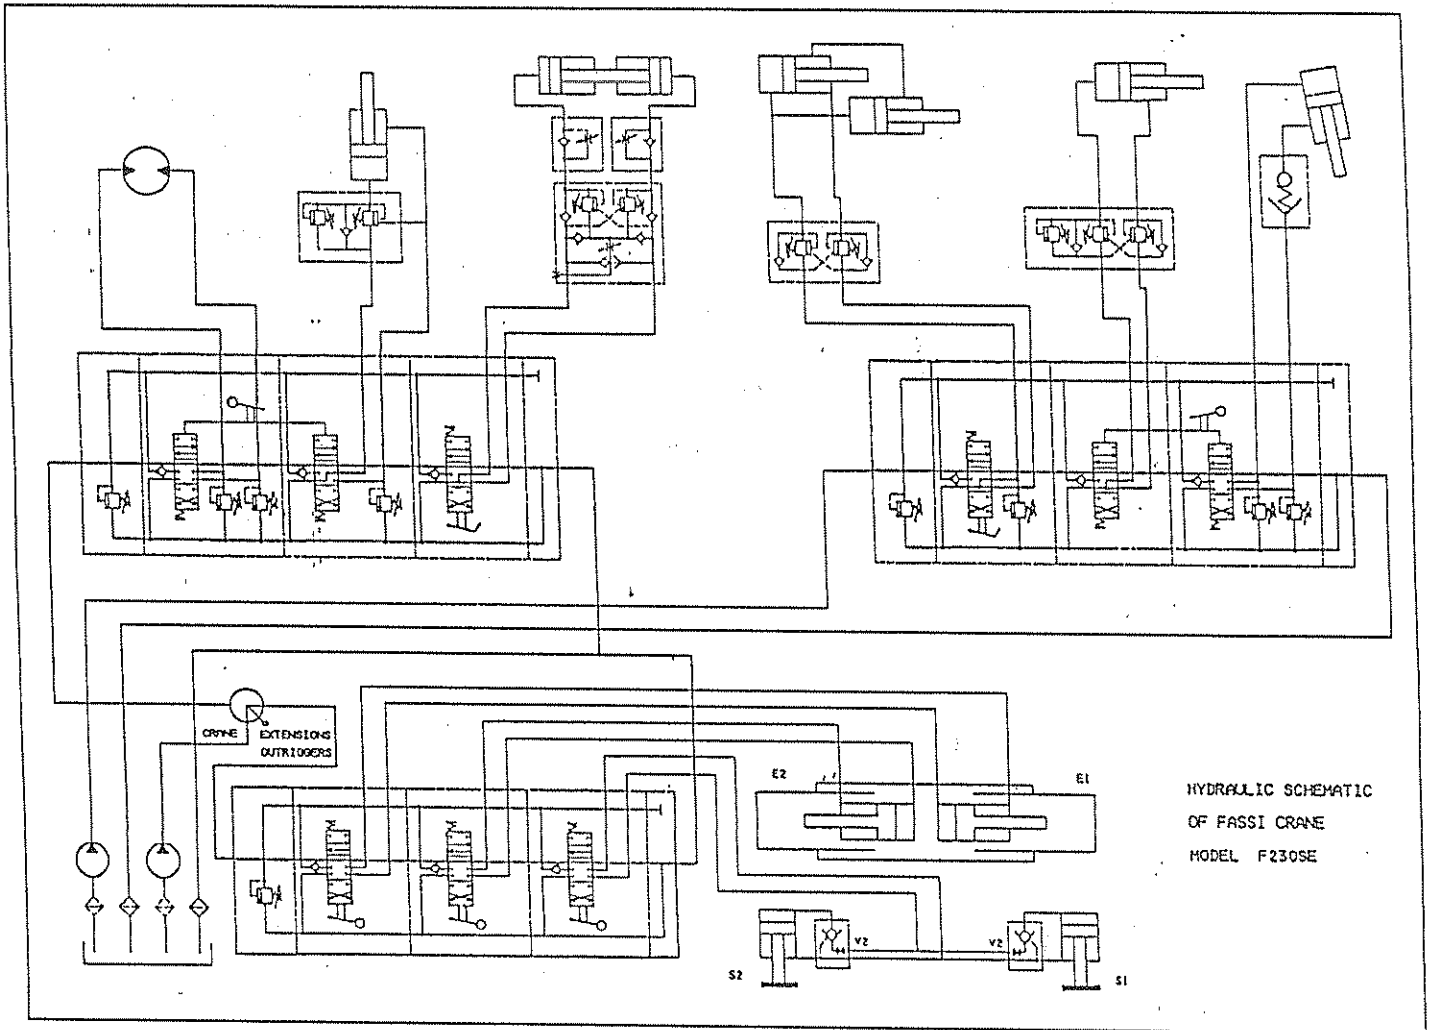 CRANE
EXTENSIONS
OUTRIGGERS
E2
E1
HYDRAULIC SCHEMATIC
OF FASSI CRANE
MODEL F230SE
V2
V2
S2
S1